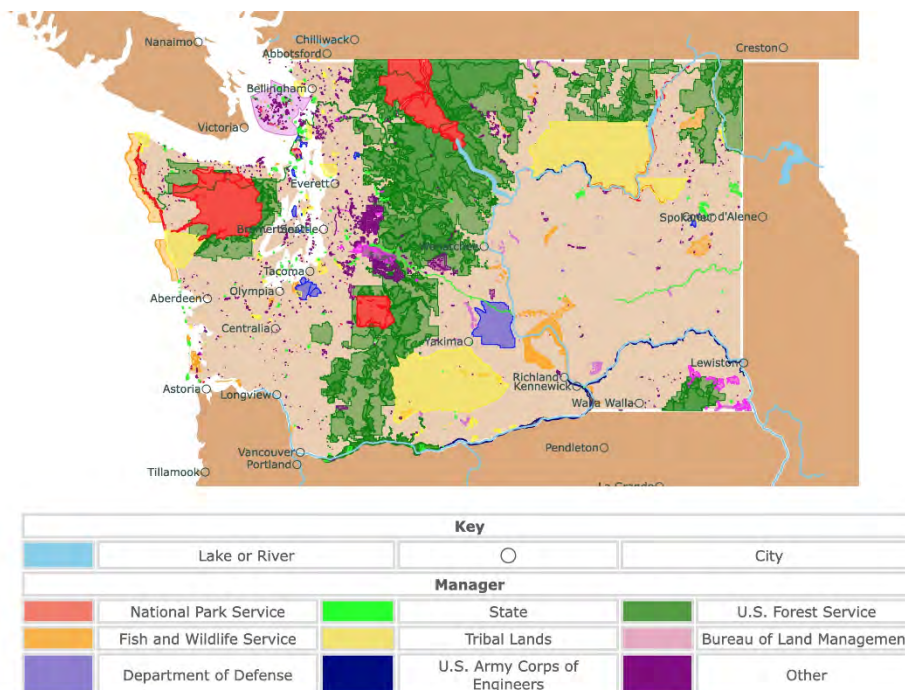 Nanaimo
Chilliwack
Abbotsford
Creston
Bellingham
Victoria
Everett
Spokane
d'Alene
Seattle
Tacoma
Olympia
Aberdeen
Centralia
Yakima
Lewiston
Richland
Kennewick
Astoria
Longview
Walla Walla
Vancouver
Portland
Pendleton
Tillamook
La Grande
Key
Lake or River
City
Manager
National Park Service
State
U.S. Forest Service
Fish and Wildlife Service
Tribal Lands
Bureau of Land Management
Department of Defense
U.S. Army Corps of
Engineers
Other